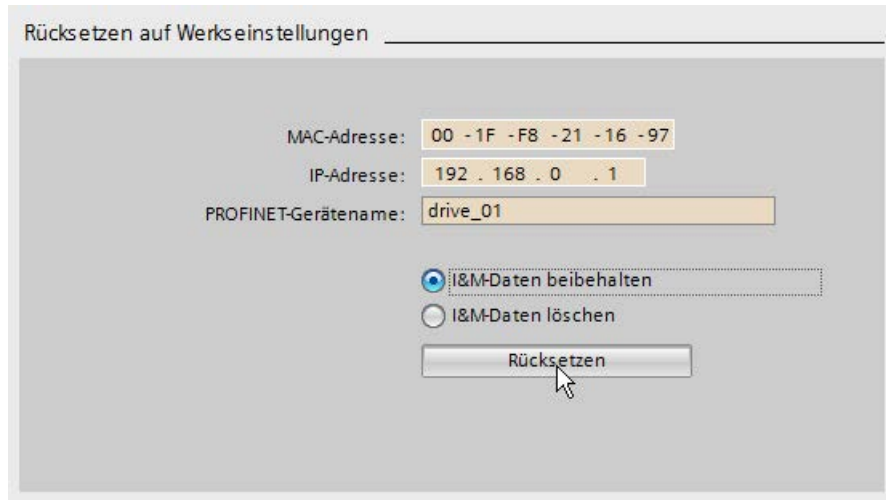 Rücksetzen auf Werkseinstellungen
MAC-Adresse: 00 -1F -F8 -21 -16 -97
IP-Adresse: 192 . 168 . 0 . 1
PROFINET-Gerätename: drive_01
I&M-Daten beibehalten
I&M-Daten löschen
Rücksetzen